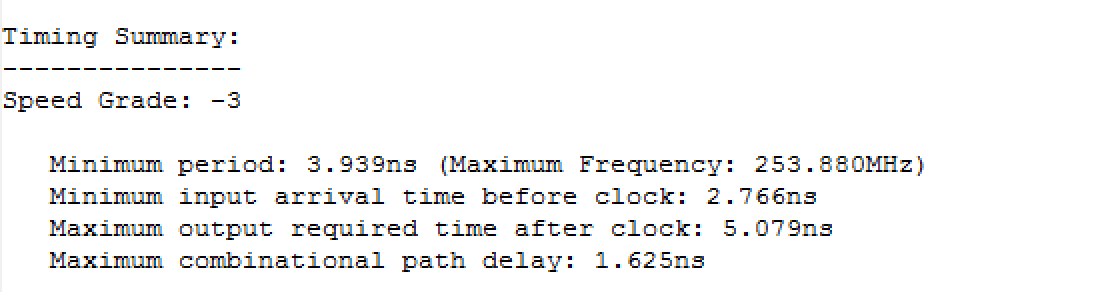 Timing Summary:
---------------
Speed Grade: -3
Minimum period: 3.939ns (Maximum Frequency: 253.880MHz)
Minimum input arrival time before clock: 2.766ns
Maximum output required time after clock: 5.079ns
Maximum combinational path delay: 1.625ns